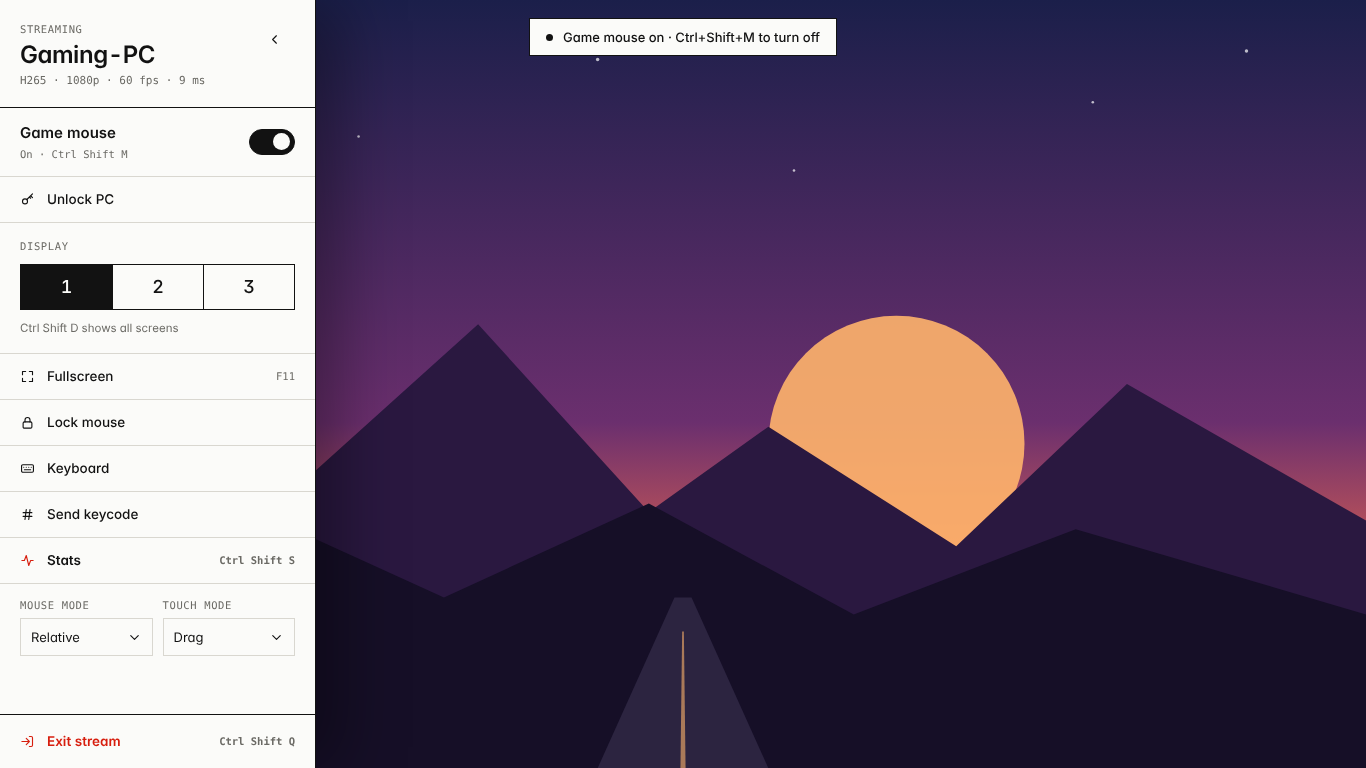 STREAMING
Gaming-PC
H265 · 1080p · 60 fps · 9 ms
Game mouse
On · Ctrl Shift M
Unlock PC
DISPLAY
1 2 3
Ctrl Shift D shows all screens
Fullscreen F11
Lock mouse
Keyboard
Send keycode
Stats Ctrl Shift S
MOUSE MODE TOUCH MODE
Relative Drag
Exit stream Ctrl Shift Q
Game mouse on · Ctrl+Shift+M to turn off